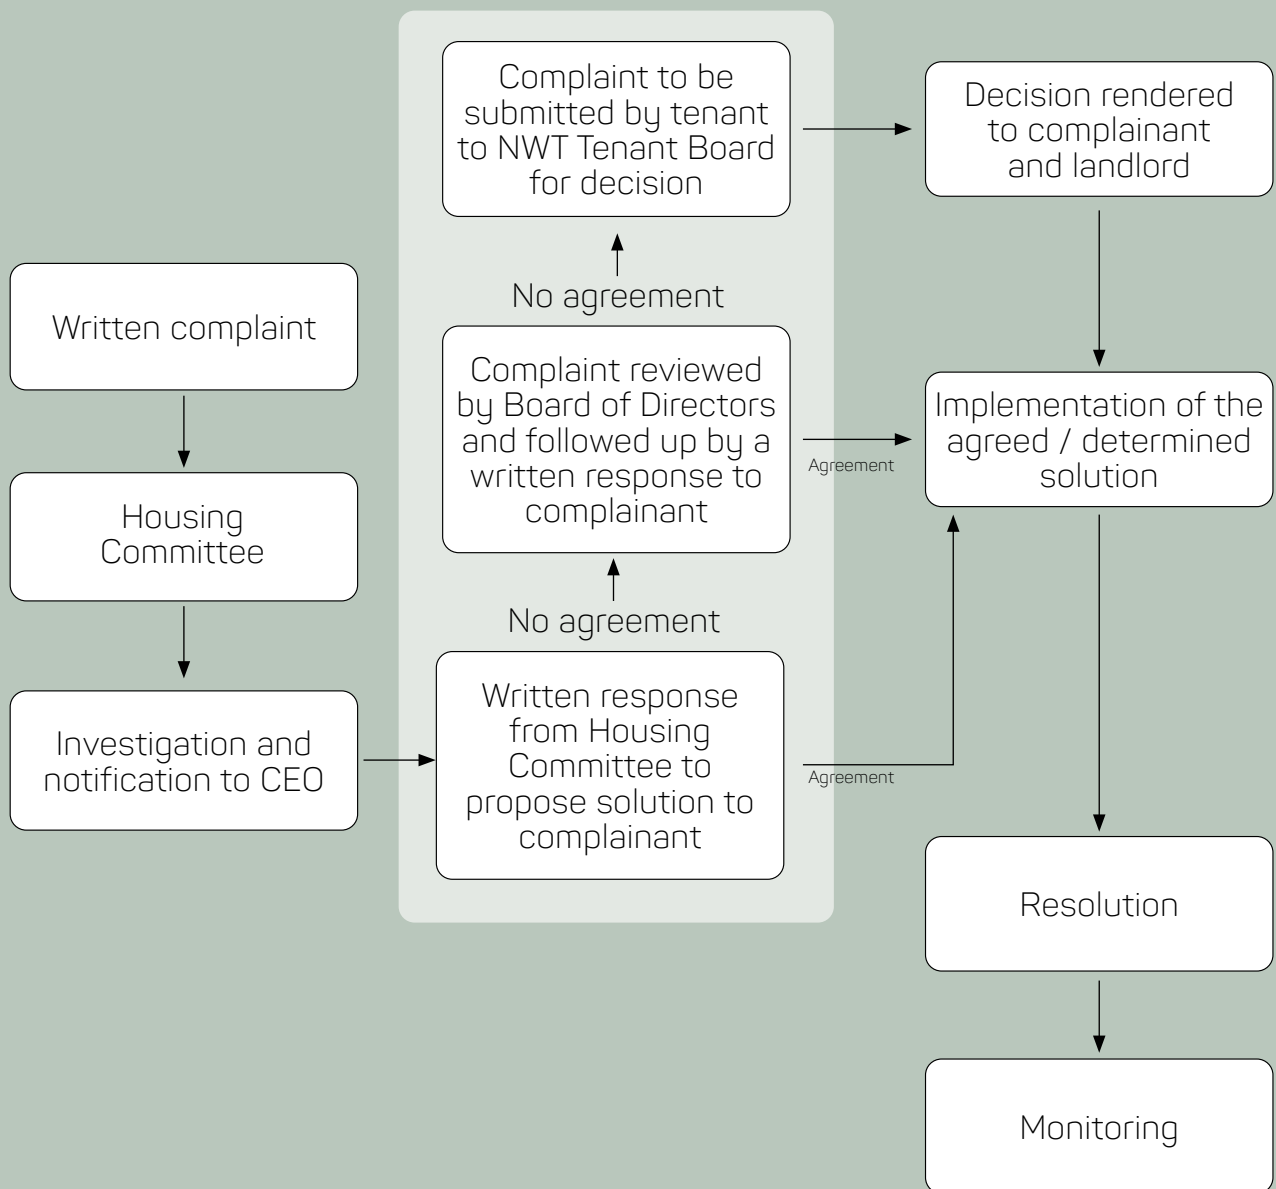 Written complaint
Housing
Committee
Investigation and
notification to CEO
Complaint to be
submitted by tenant
to NWT Tenant Board
for decision
No agreement
Complaint reviewed
by Board of Directors
and followed up by a
written response to
complainant
Agreement
No agreement
Written response
from Housing
Committee to
propose solution to
complainant
Agreement
Decision rendered
to complainant
and landlord
Implementation of the
agreed / determined
solution
Resolution
Monitoring